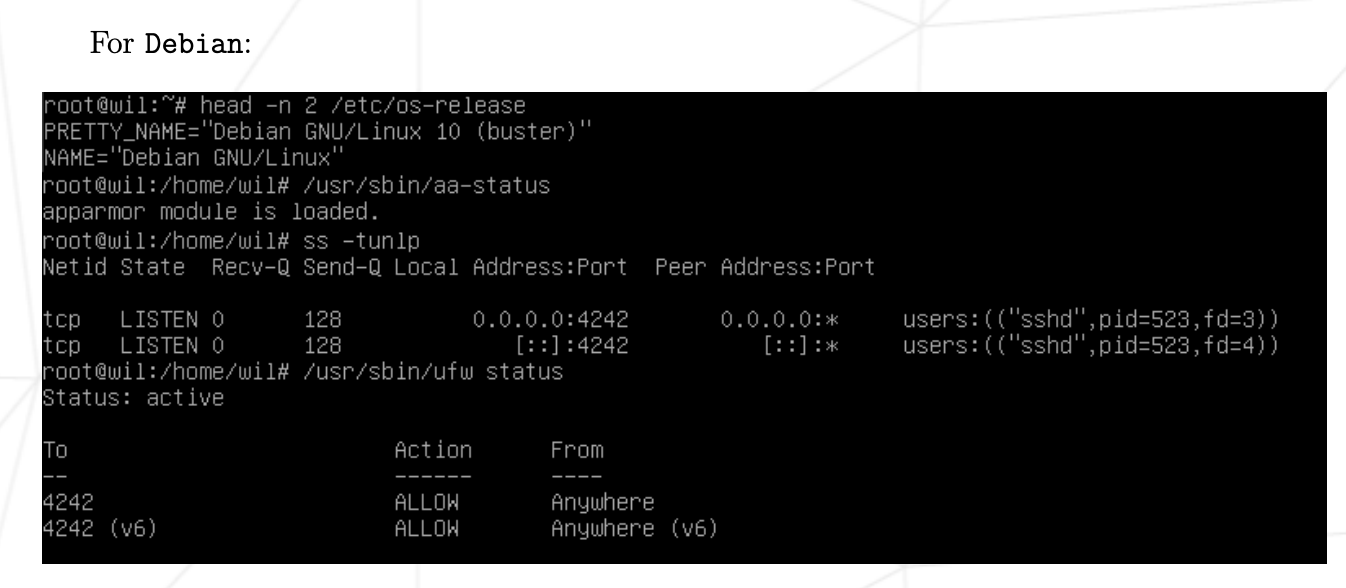 For Debian:
root@wil:~# head -n 2 /etc/os-release
PRETTY_NAME="Debian GNU/Linux 10 (buster)"
NAME="Debian GNU/Linux"
root@wil:/home/wil# /usr/sbin/aa-status
apparmor module is loaded.
root@wil:/home/wil# ss -tunlp
Netid State  Recv-Q Send-Q Local Address:Port  Peer Address:Port
tcp   LISTEN 0      128          0.0.0.0:4242       0.0.0.0:*     users:(("sshd",pid=523,fd=3))
tcp   LISTEN 0      128             [::]:4242          [::]:*     users:(("sshd",pid=523,fd=4))
root@wil:/home/wil# /usr/sbin/ufw status
Status: active
To                         Action      From
--                         ------      ----
4242                       ALLOW       Anywhere
4242 (v6)                  ALLOW       Anywhere (v6)